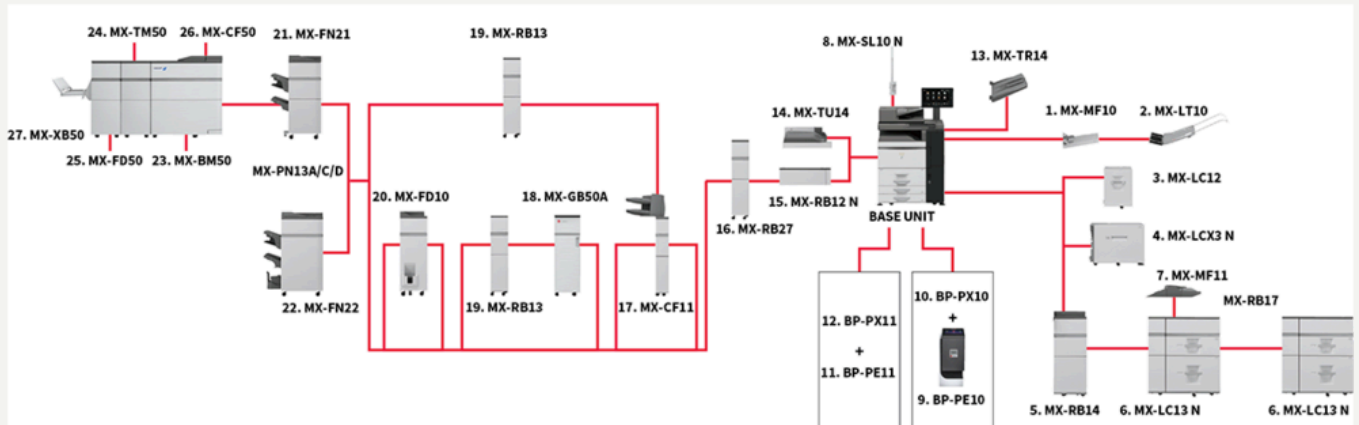 24. MX-TM50
26. MX-CF50
21. MX-FN21
19. MX-RB13
8. MX-SL10 N
13. MX-TR14
14. MX-TU14
1. MX-MF10
2. MX-LT10
27. MX-XB50
25. MX-FD50
23. MX-BM50
MX-PN13A/C/D
20. MX-FD10
18. MX-GB50A
15. MX-RB12 N
3. MX-LC12
16. MX-RB27
BASE UNIT
4. MX-LCX3 N
22. MX-FN22
19. MX-RB13
17. MX-CF11
7. MX-MF11
MX-RB17
12. BP-PX11
+
11. BP-PE11
10. BP-PX10
+
9. BP-PE10
5. MX-RB14
6. MX-LC13 N
6. MX-LC13 N